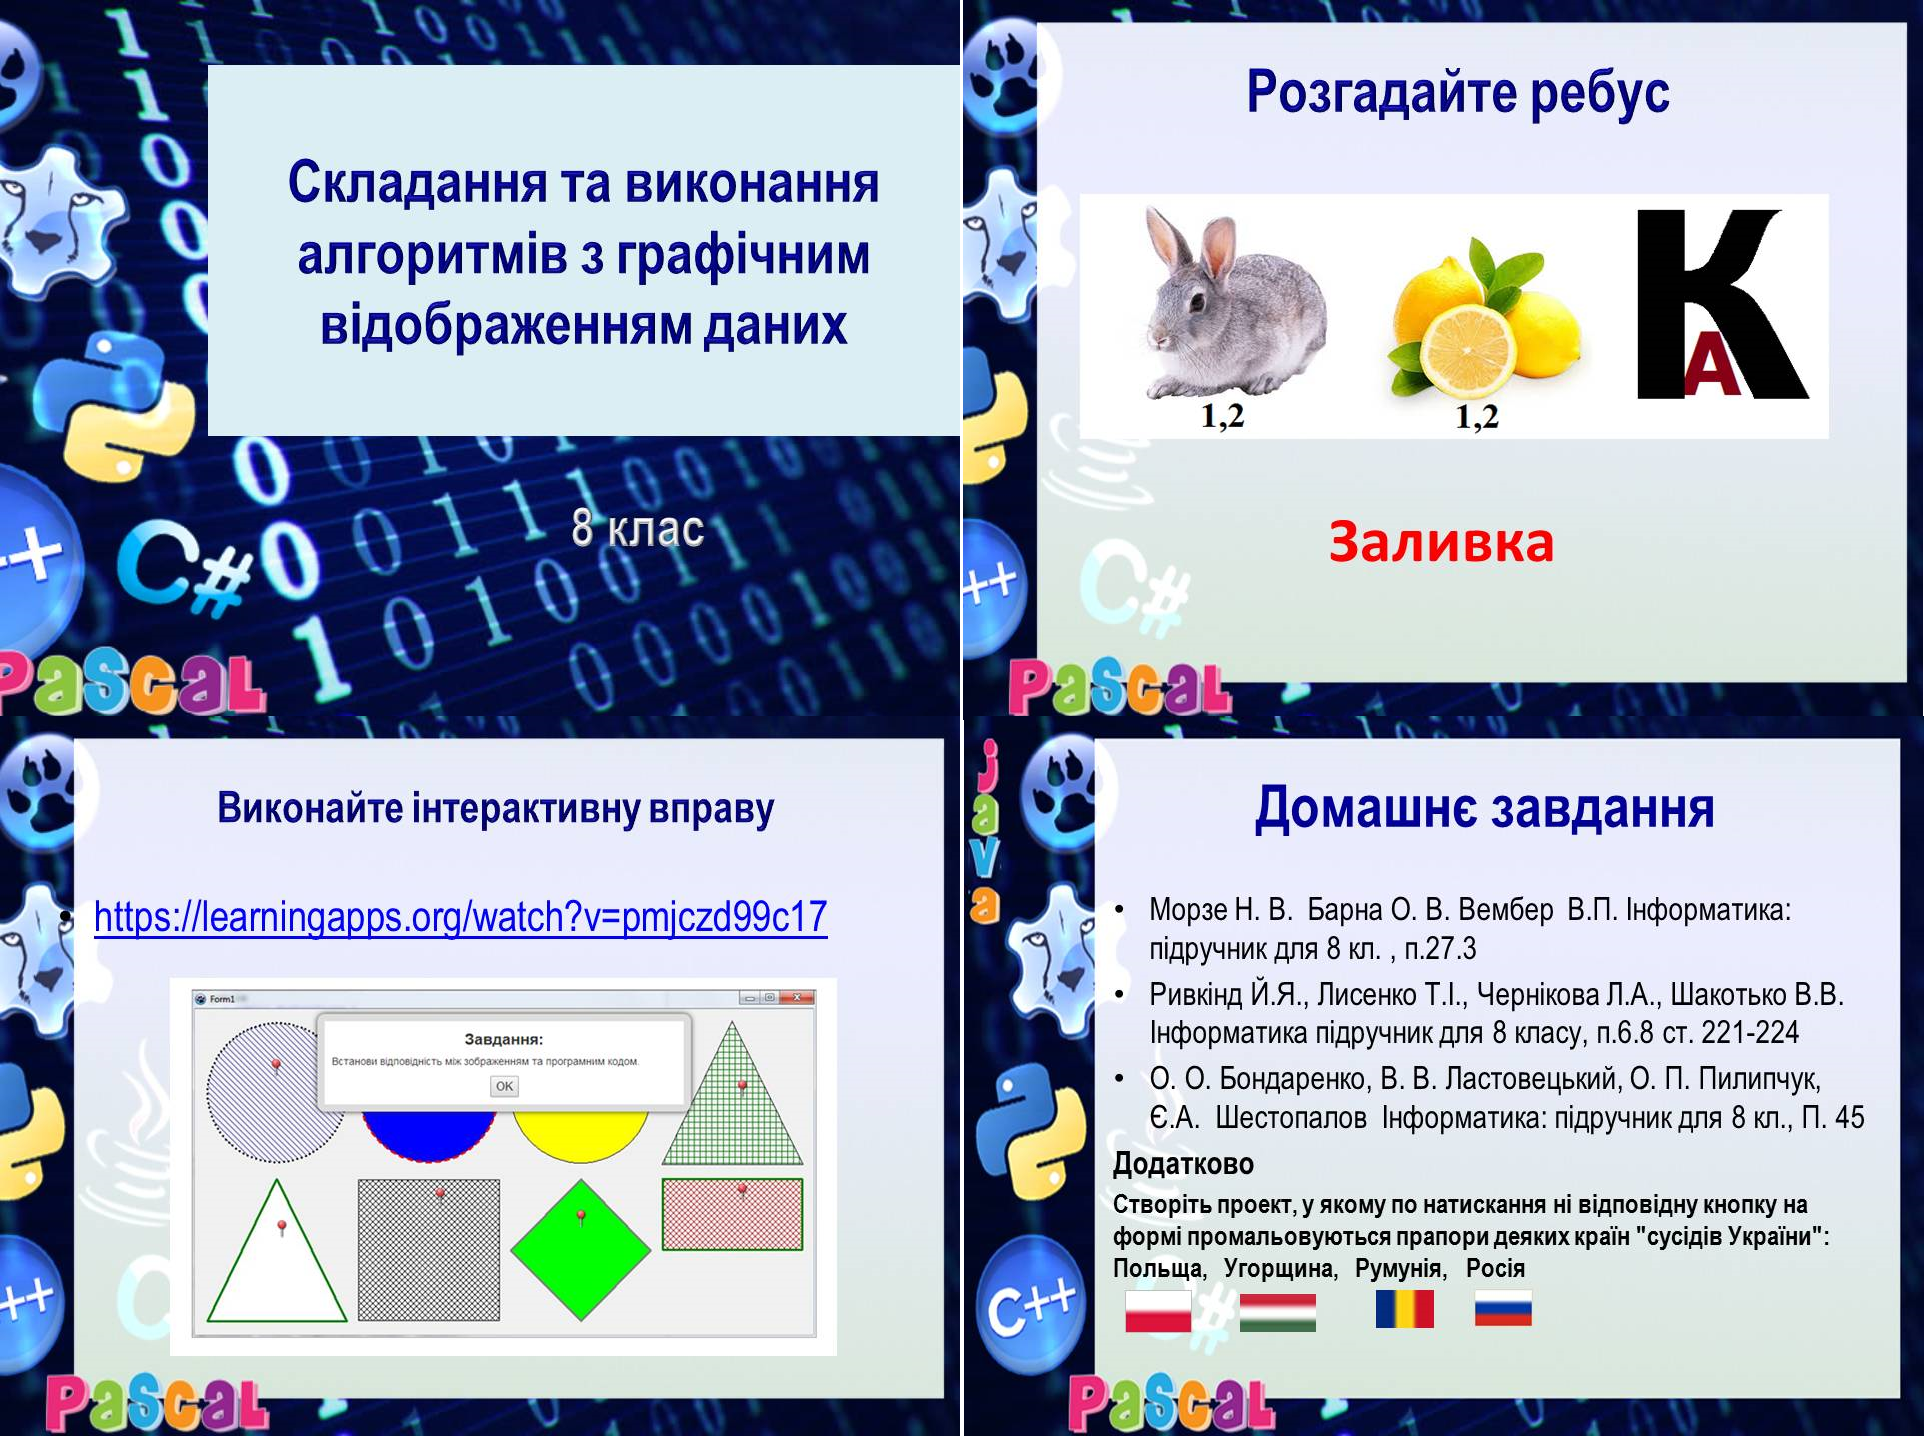 Складання та виконання
алгоритмів з графічним
відображенням даних
8 клас
++
C#
PaScaL
Розгадайте ребус
1,2
1,2
К
А
Заливка
++
C#
PaScaL
Виконайте інтерактивну вправу
• https://learningapps.org/watch?v=pmjczd99c17
Form1
Завдання:
Встанови відповідність між зображенням та програмним кодом.
OK
++
PaScaL
java
Домашнє завдання
• Морзе Н. В. Барна О. В. Вембер В.П. Інформатика:
підручник для 8 кл. , п.27.3
• Ривкінд Й.Я., Лисенко Т.І., Чернікова Л.А., Шакотько В.В.
Інформатика підручник для 8 класу, п.6.8 ст. 221-224
• О. О. Бондаренко, В. В. Ластовецький, О. П. Пилипчук,
Є.А. Шестопалов Інформатика: підручник для 8 кл., П. 45
Додатково
Створіть проект, у якому по натискання ні відповідну кнопку на
формі промальовуються прапори деяких країн "сусідів України":
Польща, Угорщина, Румунія, Росія
C++
C#
PaScaL